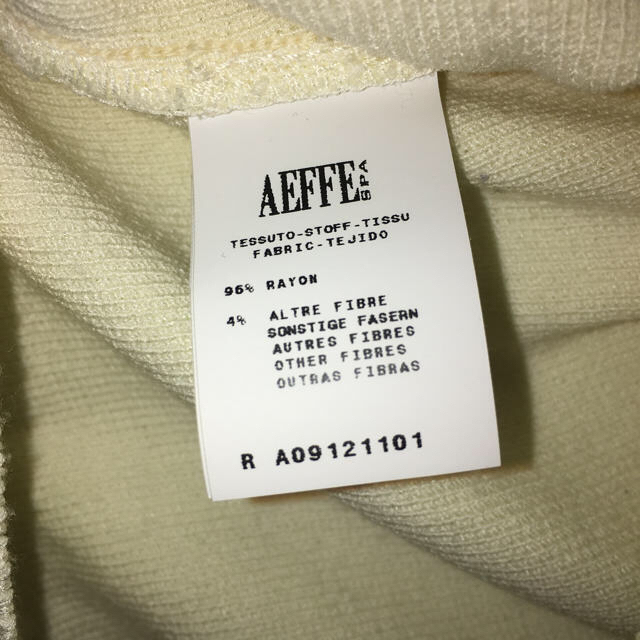 AEFFE SPA
TESSUTO-STOFF-TISSU
FABRIC-TEJIDO
96% RAYON
4% ALTRE FIBRE
SONSTIGE FASERN
AUTRES FIBRES
OTHER FIBRES
OUTRAS FIBRAS
R A09121101